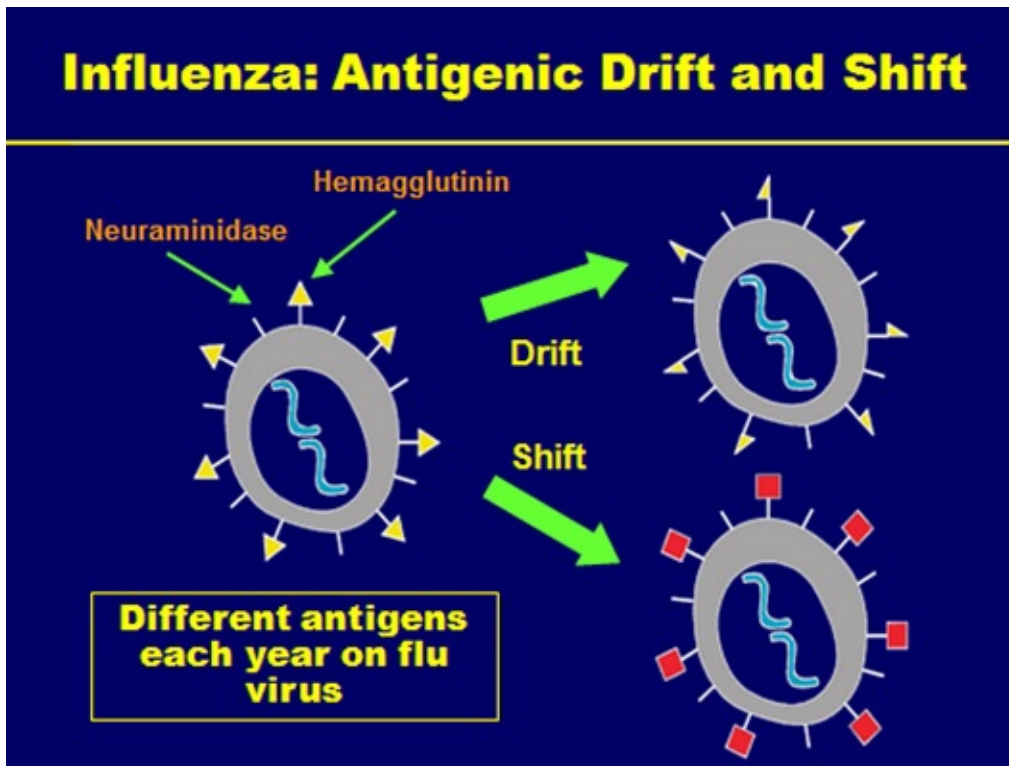 Influenza: Antigenic Drift and Shift
Hemagglutinin
Neuraminidase
Drift
Shift
Different antigens
each year on flu
virus